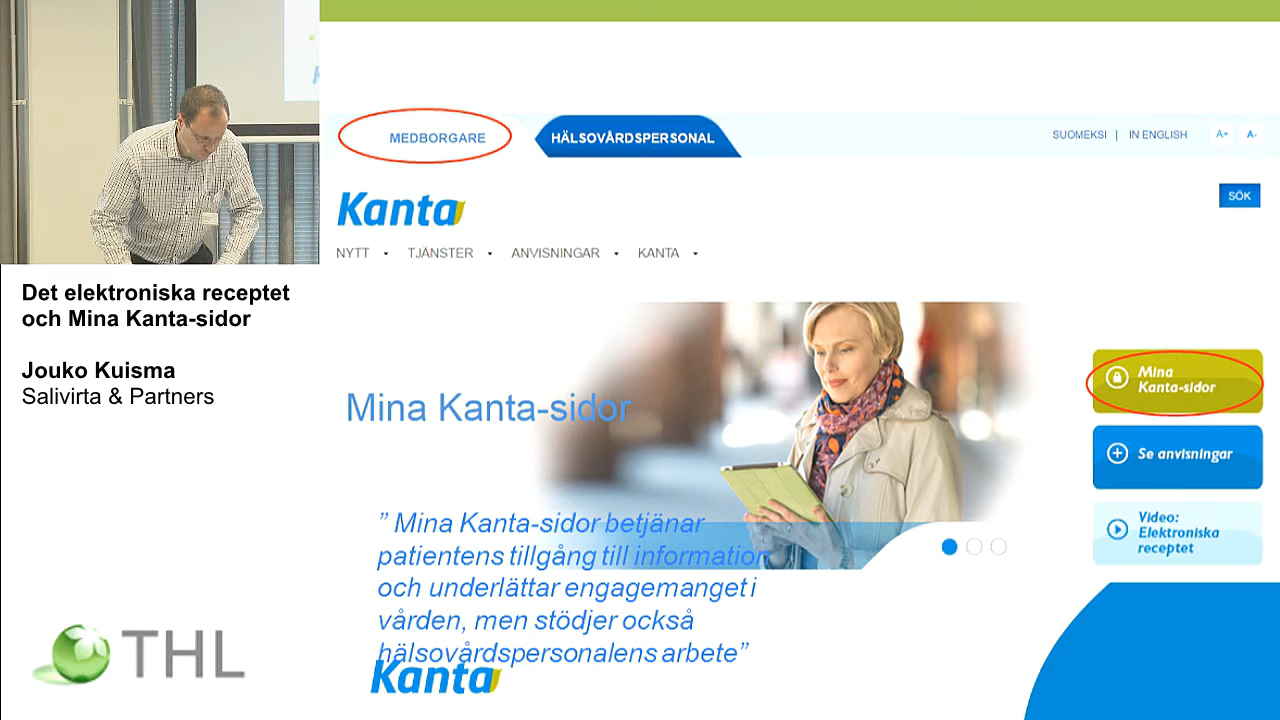 Det elektroniska receptet
och Mina Kanta-sidor
Jouko Kuisma
Salivirta & Partners
THL
MEDBORGARE
HÄLSOVÅRDSPERSONAL
SUOMEKSI | IN ENGLISH
A+ A-
Kanta
SÖK
NYTT TJÄNSTER ANVISNINGAR KANTA
Mina Kanta-sidor
” Mina Kanta-sidor betjänar
patientens tillgång till information
och underlättar engagemanget i
vården, men stödjer också
hälsovårdspersonalens arbete”
Kanta
Mina
Kanta-sidor
Se anvisningar
Video:
Elektroniska
receptet